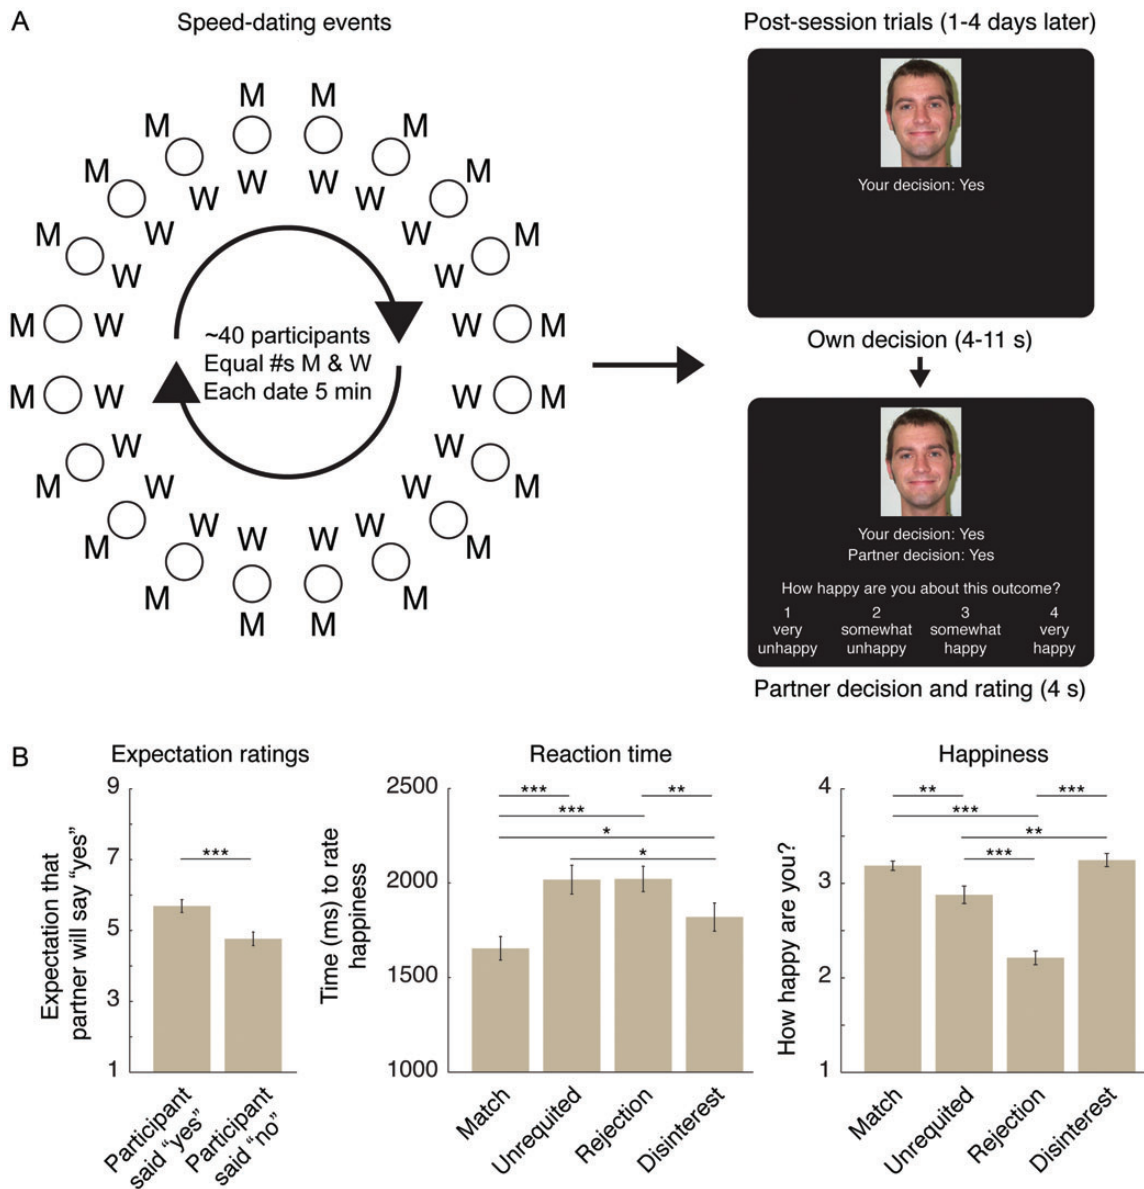 A
Speed-dating events
M M
M M
M M
M M
M M
W W
W W
W W
W W
W W
~40 participants
Equal #s M & W
Each date 5 min
W W
W W
W W
W W
W W
M M
M M
M M
M M
M M
Post-session trials (1-4 days later)
Your decision: Yes
Own decision (4-11 s)
Your decision: Yes
Partner decision: Yes
How happy are you about this outcome?
1 2 3 4
very somewhat somewhat very
unhappy unhappy happy happy
Partner decision and rating (4 s)
B
Expectation ratings
Expectation that
partner will say “yes”
9
7
5
3
1
***
Participant
said “yes”
Participant
said “no”
Reaction time
Time (ms) to rate
happiness
2500
2000
1500
1000
*** **
***
*
*
Match
Unrequited
Rejection
Disinterest
Happiness
How happy are you?
4
3
2
1
** ***
***
**
***
Match
Unrequited
Rejection
Disinterest